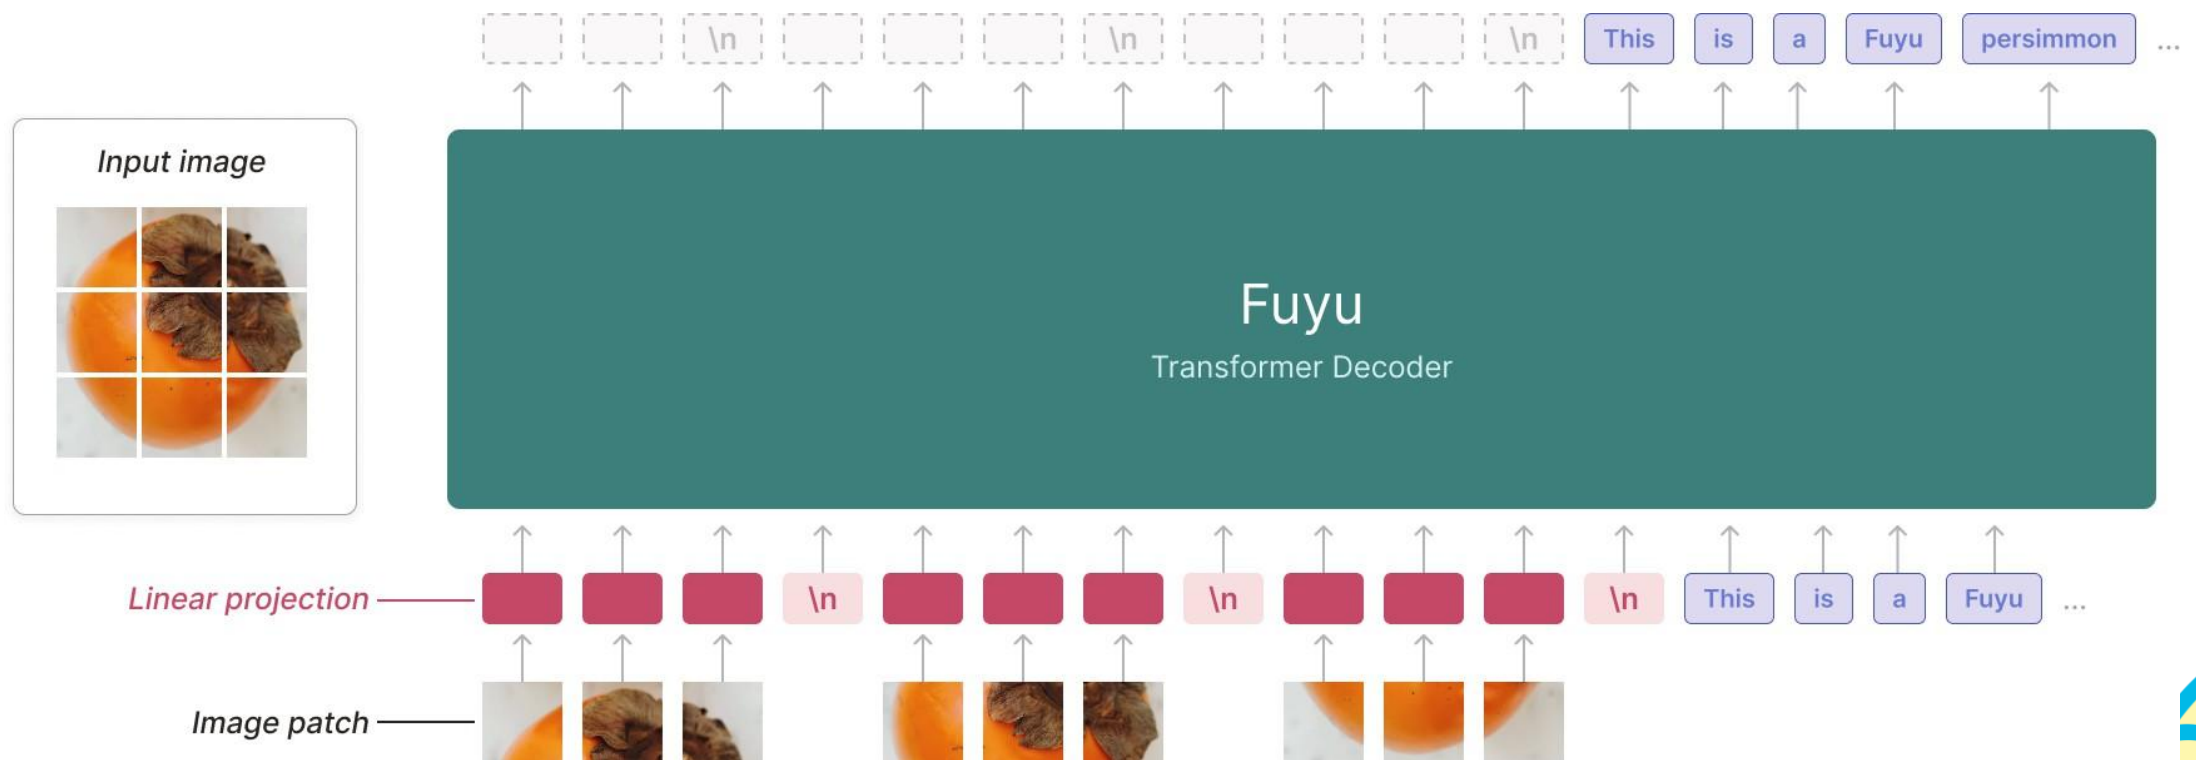 \n \n \n This is a Fuyu persimmon ...
Input image
Fuyu
Transformer Decoder
Linear projection \n \n \n This is a Fuyu ...
Image patch